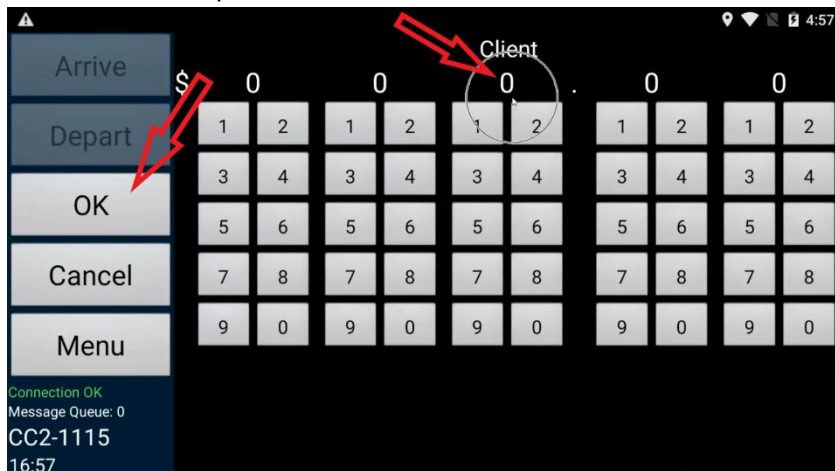 4:57
Arrive
Depart
OK
Cancel
Menu
Connection OK
Message Queue: 0
CC2-1115
16:57
Client
$ 0 0 0 . 0 0
1 2 1 2 1 2 1 2 1 2
3 4 3 4 3 4 3 4 3 4
5 6 5 6 5 6 5 6 5 6
7 8 7 8 7 8 7 8 7 8
9 0 9 0 9 0 9 0 9 0